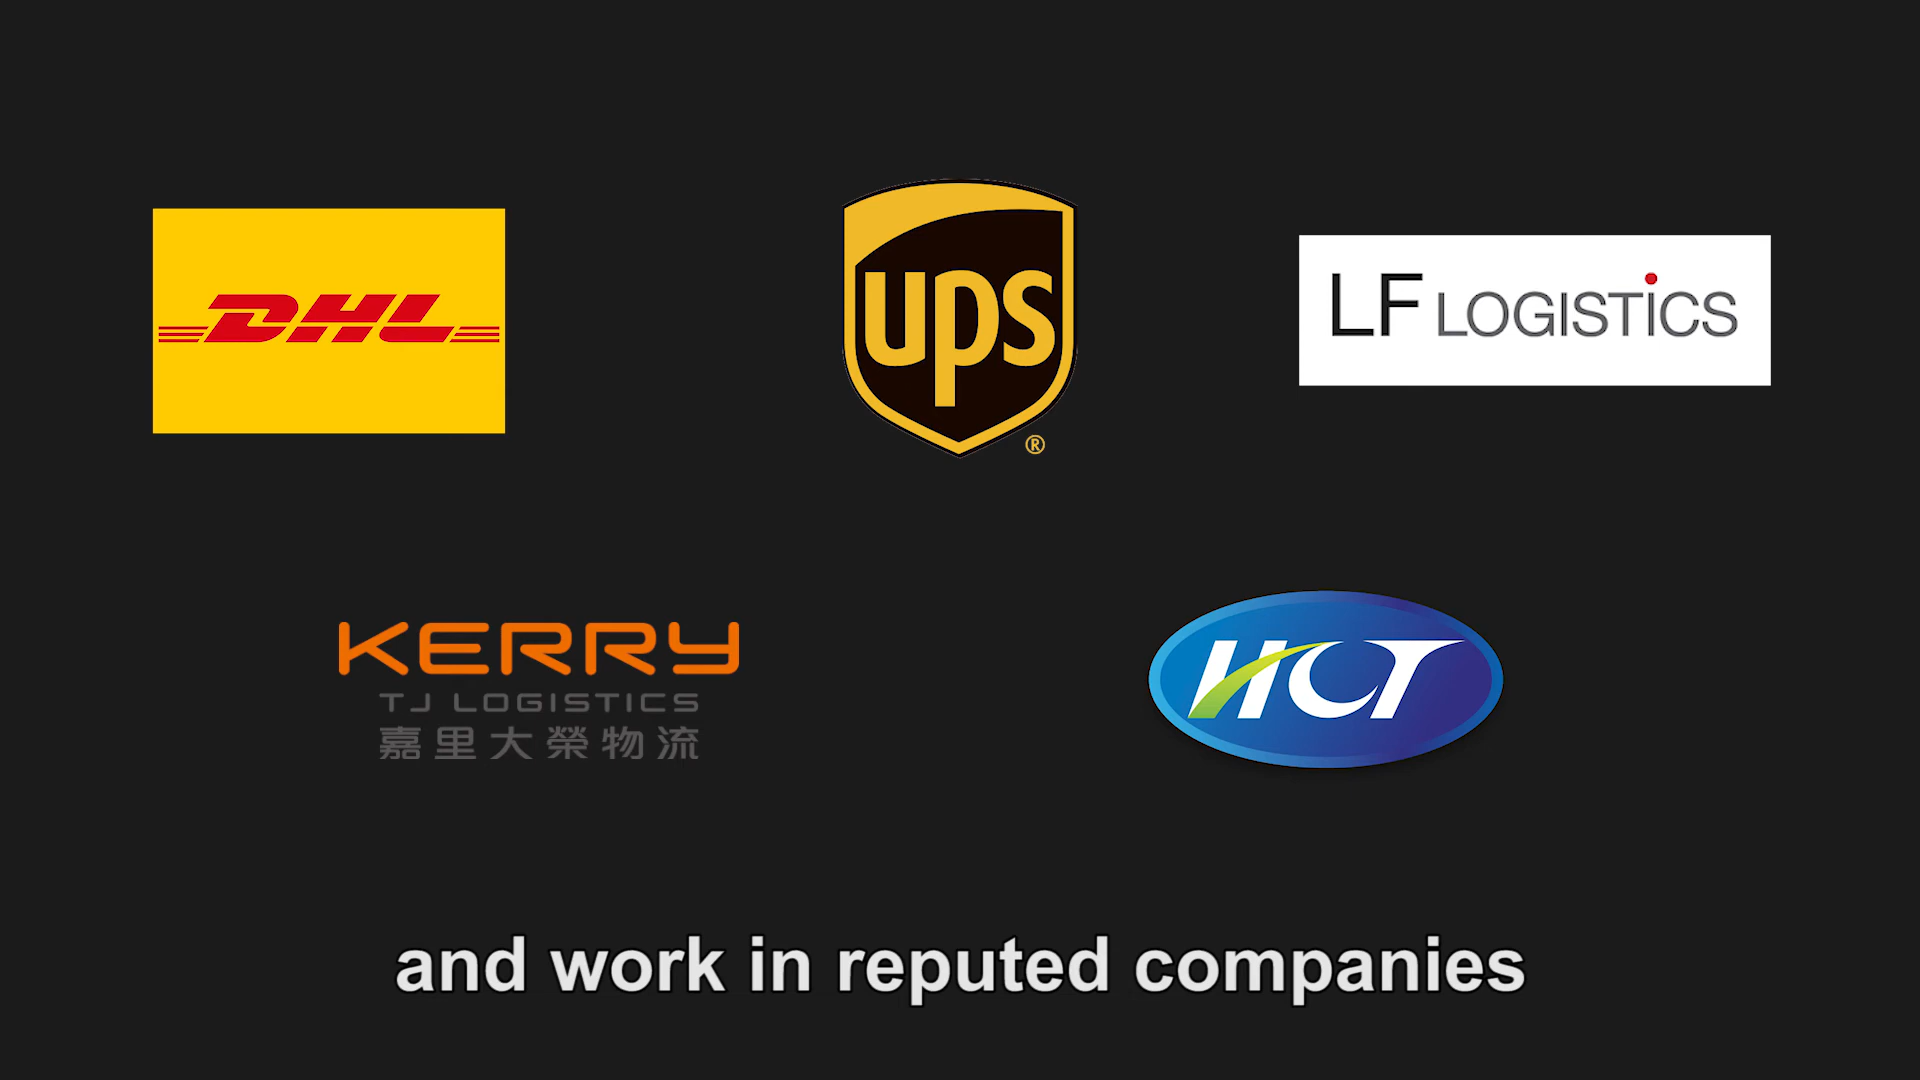 DHL
ups
®
LF LOGISTICS
KERRY
TJ LOGISTICS
嘉里大榮物流
HCT
and work in reputed companies